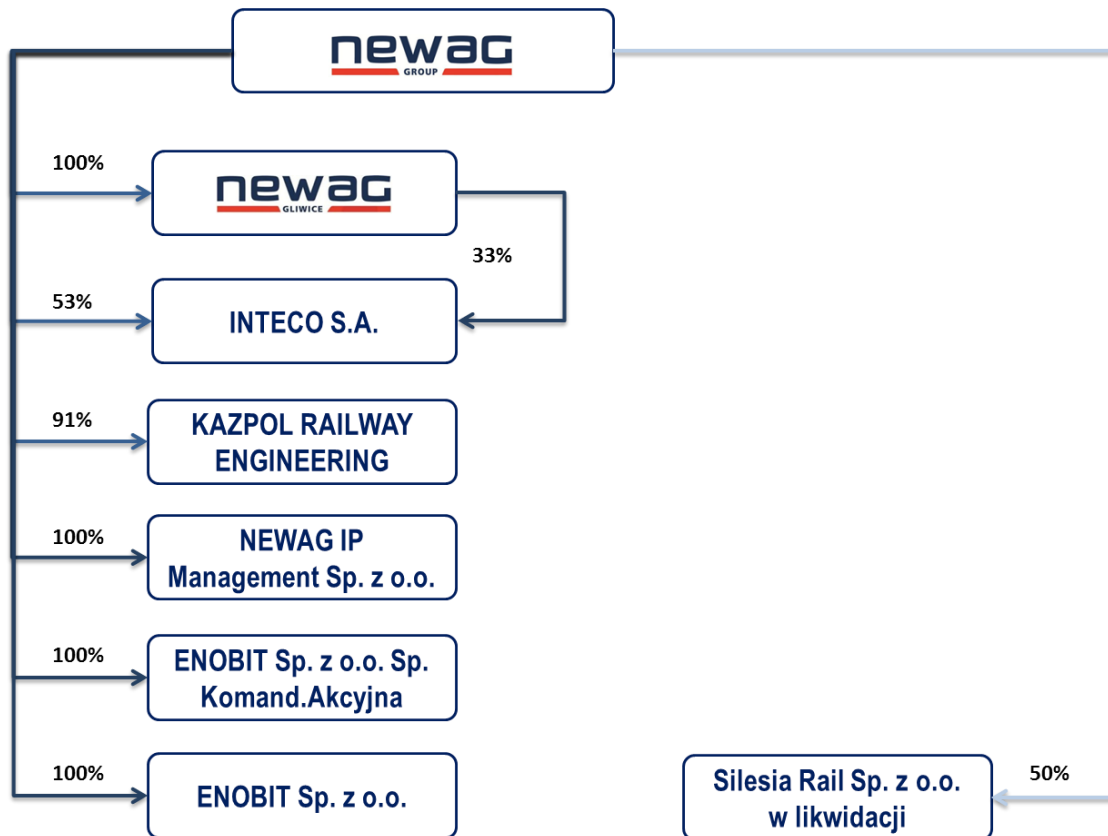 newag
GROUP
100%
newag
GLIWICE
33%
53%
INTECO S.A.
91%
KAZPOL RAILWAY
ENGINEERING
100%
NEWAG IP
Management Sp. z o.o.
100%
ENOBIT Sp. z o.o. Sp.
Komand.Akcyjna
100%
ENOBIT Sp. z o.o.
Silesia Rail Sp. z o.o.
w likwidacji
50%